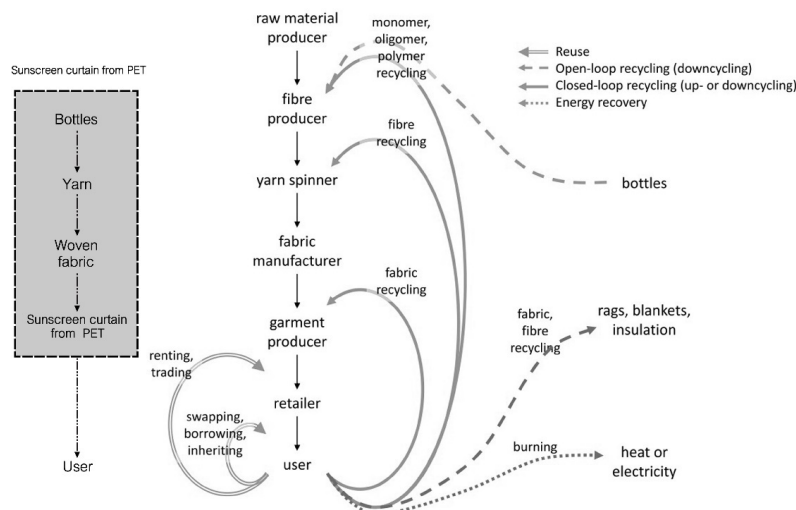 Sunscreen curtain from PET
Bottles
Yarn
Woven
fabric
Sunscreen curtain
from PET
User
raw material
producer
fibre
producer
yarn spinner
fabric
manufacturer
garment
producer
retailer
user
monomer,
oligomer,
polymer
recycling
fibre
recycling
fabric
recycling
renting,
trading
swapping,
borrowing,
inheriting
Reuse
Open-loop recycling (downcycling)
Closed-loop recycling (up- or downcycling)
Energy recovery
bottles
fabric,
fibre
recycling
rags, blankets,
insulation
burning
heat or
electricity